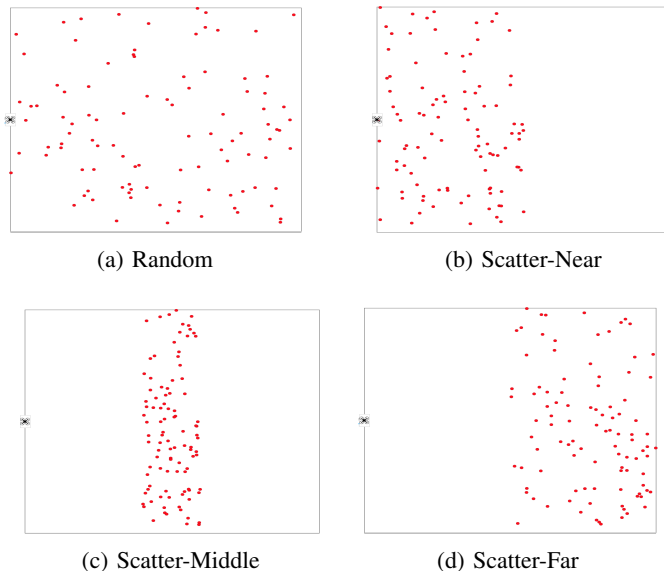 (a) Random
(b) Scatter-Near
(c) Scatter-Middle
(d) Scatter-Far